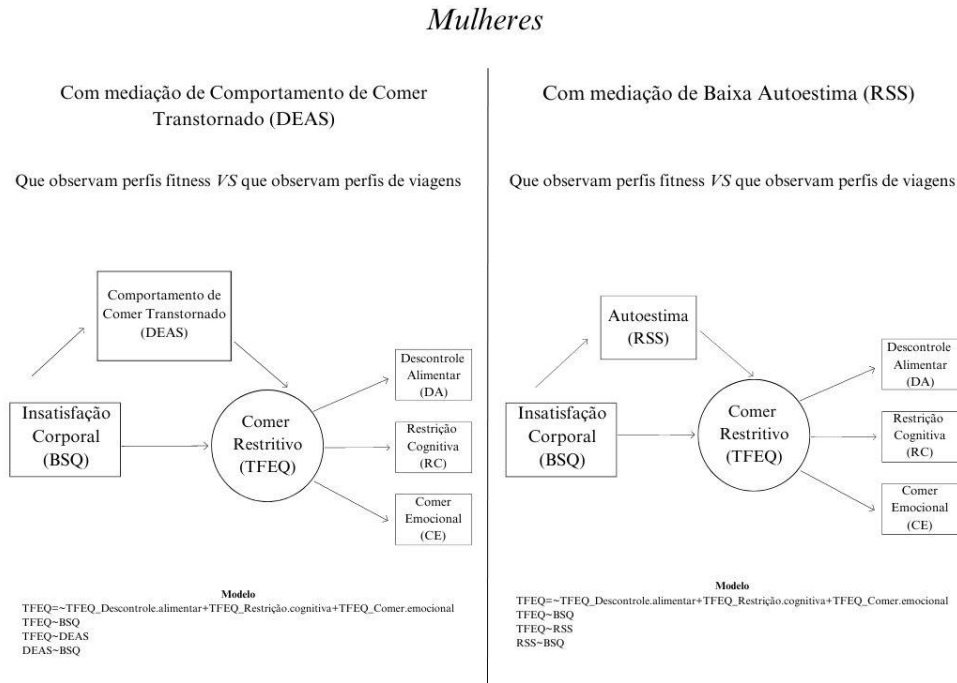 Mulheres
Com mediação de Comportamento de Comer
Transtornado (DEAS)
Que observam perfis fitness VS que observam perfis de viagens
Comportamento de
Comer Transtornado
(DEAS)
Insatisfação
Corporal
(BSQ)
Comer
Restritivo
(TFEQ)
Descontrole
Alimentar
(DA)
Restrição
Cognitiva
(RC)
Comer
Emocional
(CE)
Modelo
TFEQ=~TFEQ_Descontrole.alimentar+TFEQ_Restrição.cognitiva+TFEQ_Comer.emocional
TFEQ~BSQ
TFEQ~DEAS
DEAS~BSQ
Com mediação de Baixa Autoestima (RSS)
Que observam perfis fitness VS que observam perfis de viagens
Autoestima
(RSS)
Insatisfação
Corporal
(BSQ)
Comer
Restritivo
(TFEQ)
Descontrole
Alimentar
(DA)
Restrição
Cognitiva
(RC)
Comer
Emocional
(CE)
Modelo
TFEQ=~TFEQ_Descontrole.alimentar+TFEQ_Restrição.cognitiva+TFEQ_Comer.emocional
TFEQ~BSQ
TFEQ~RSS
RSS~BSQ